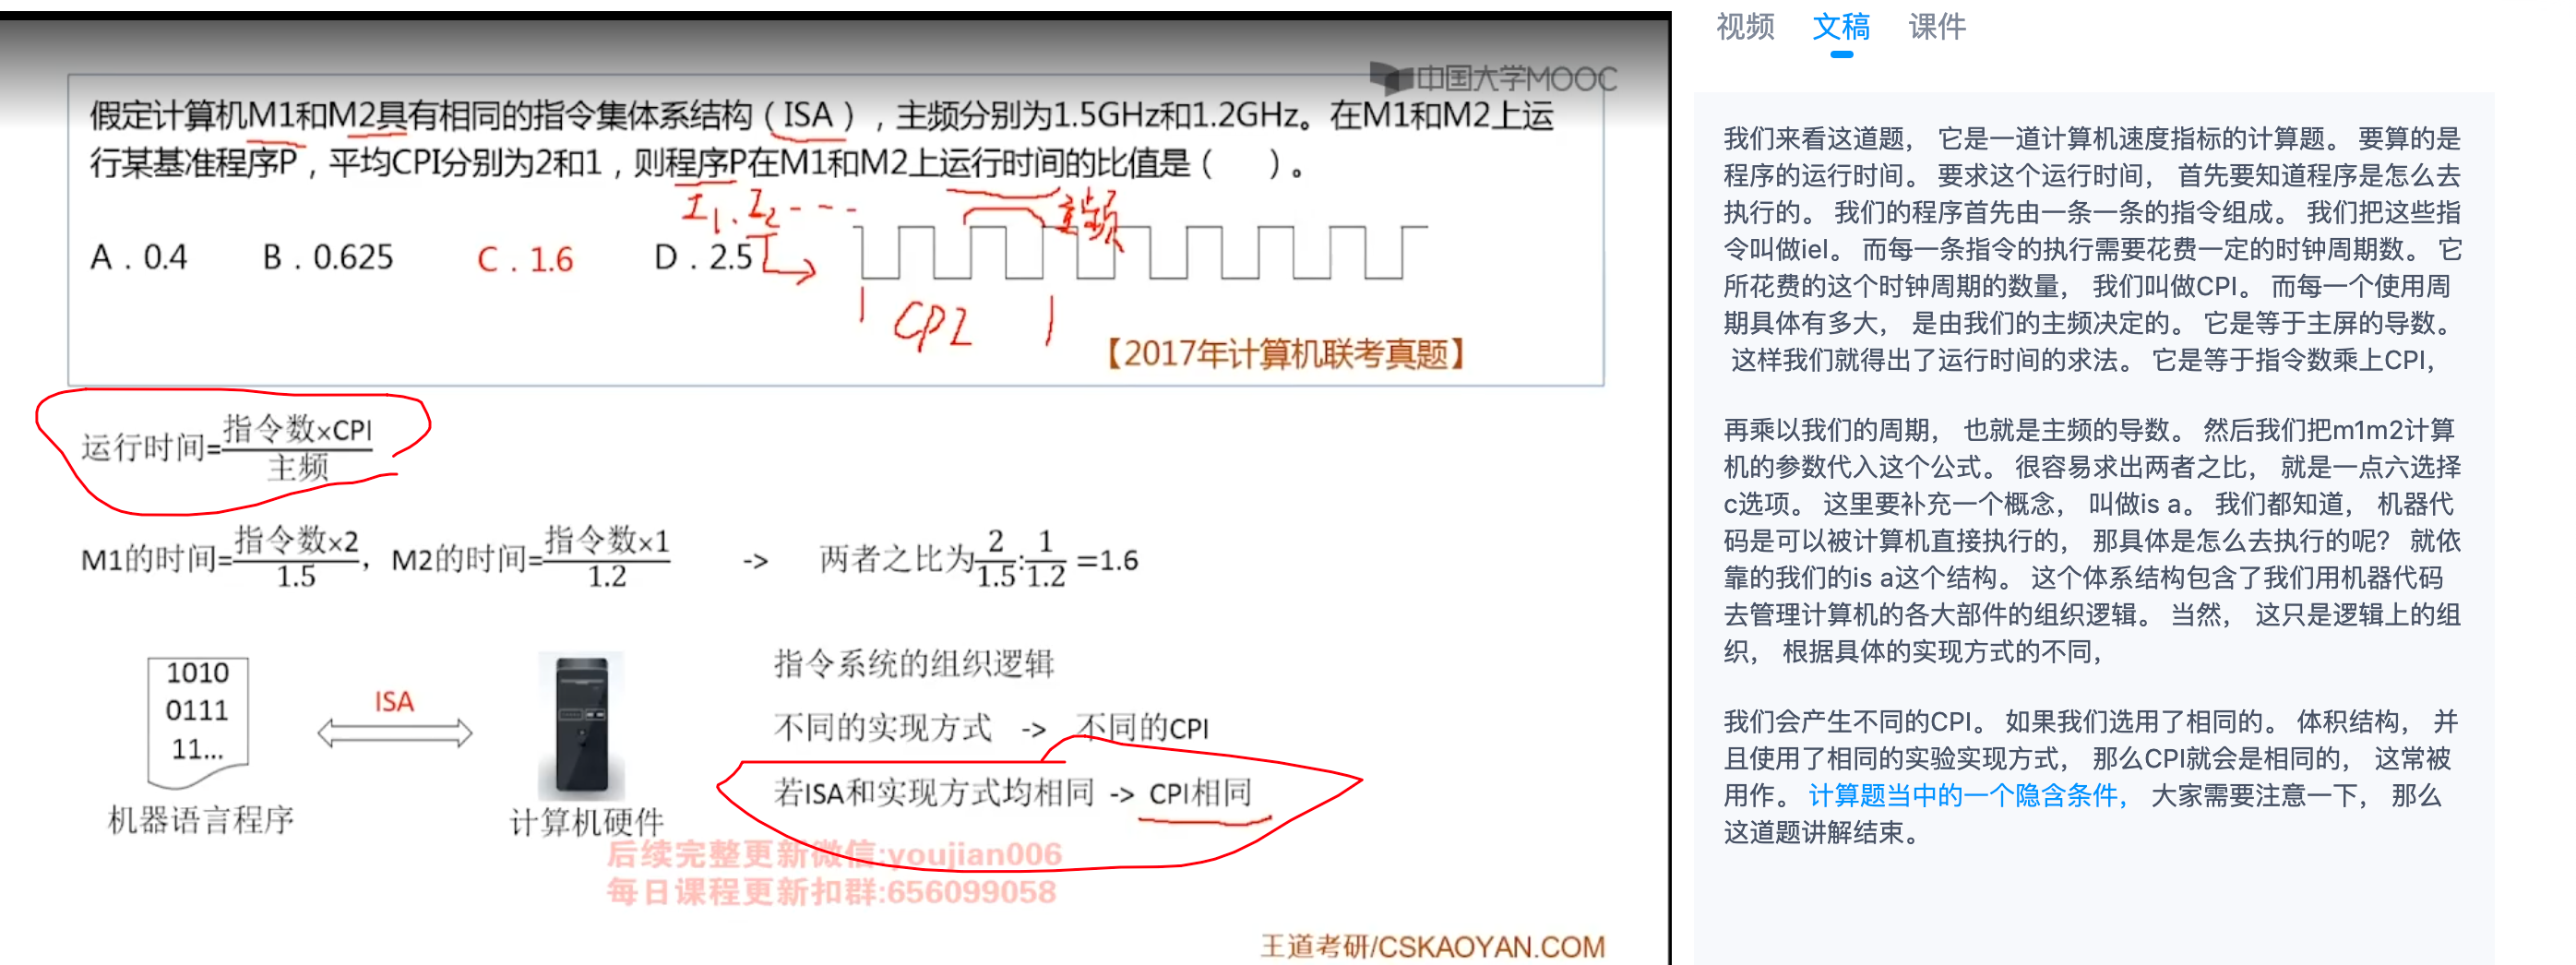 中国大学MOOC
假定计算机M1和M2具有相同的指令集体系结构（ISA），主频分别为1.5GHz和1.2GHz。在M1和M2上运
行某基准程序P，平均CPI分别为2和1，则程序P在M1和M2上运行时间的比值是（　　）。
I1. I2 - - -
主频
A．0.4　B．0.625　C．1.6　D．2.5
CPI
【2017年计算机联考真题】
运行时间=指令数×CPI/主频
M1的时间=指令数×2/1.5，M2的时间=指令数×1/1.2 -> 两者之比为2/1.5:1/1.2=1.6
1010
0111
11...
ISA
机器语言程序
计算机硬件
指令系统的组织逻辑
不同的实现方式 -> 不同的CPI
若ISA和实现方式均相同 -> CPI相同
后续完整更新微信:youjian006
每日课程更新扣群:656099058
王道考研/CSKAOYAN.COM
视频 文稿 课件
我们来看这道题， 它是一道计算机速度指标的计算题。 要算的是
程序的运行时间。 要求这个运行时间， 首先要知道程序是怎么去
执行的。 我们的程序首先由一条一条的指令组成。 我们把这些指
令叫做iel。 而每一条指令的执行需要花费一定的时钟周期数。 它
所花费的这个时钟周期的数量， 我们叫做CPI。 而每一个使用周
期具体有多大， 是由我们的主频决定的。 它是等于主屏的导数。
这样我们就得出了运行时间的求法。 它是等于指令数乘上CPI，
再乘以我们的周期， 也就是主频的导数。 然后我们把m1m2计算
机的参数代入这个公式。 很容易求出两者之比， 就是一点六选择
c选项。 这里要补充一个概念， 叫做is a。 我们都知道， 机器代
码是可以被计算机直接执行的， 那具体是怎么去执行的呢？ 就依
靠的我们的is a这个结构。 这个体系结构包含了我们用机器代码
去管理计算机的各大部件的组织逻辑。 当然， 这只是逻辑上的组
织， 根据具体的实现方式的不同，
我们会产生不同的CPI。 如果我们选用了相同的。 体积结构， 并
且使用了相同的实验实现方式， 那么CPI就会是相同的， 这常被
用作。 计算题当中的一个隐含条件， 大家需要注意一下， 那么
这道题讲解结束。